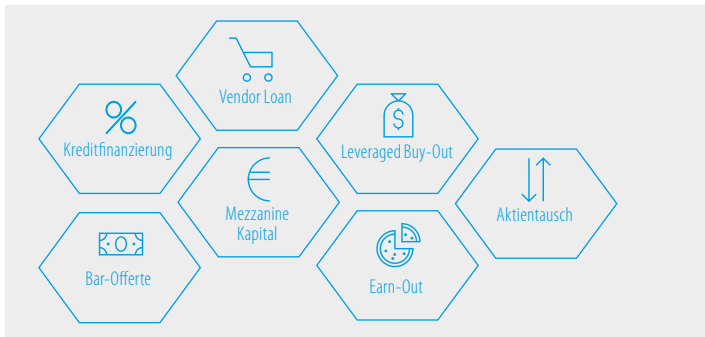 Vendor Loan
Kreditfinanzierung
Leveraged Buy-Out
Mezzanine
Kapital
Aktientausch
Bar-Offerte
Earn-Out